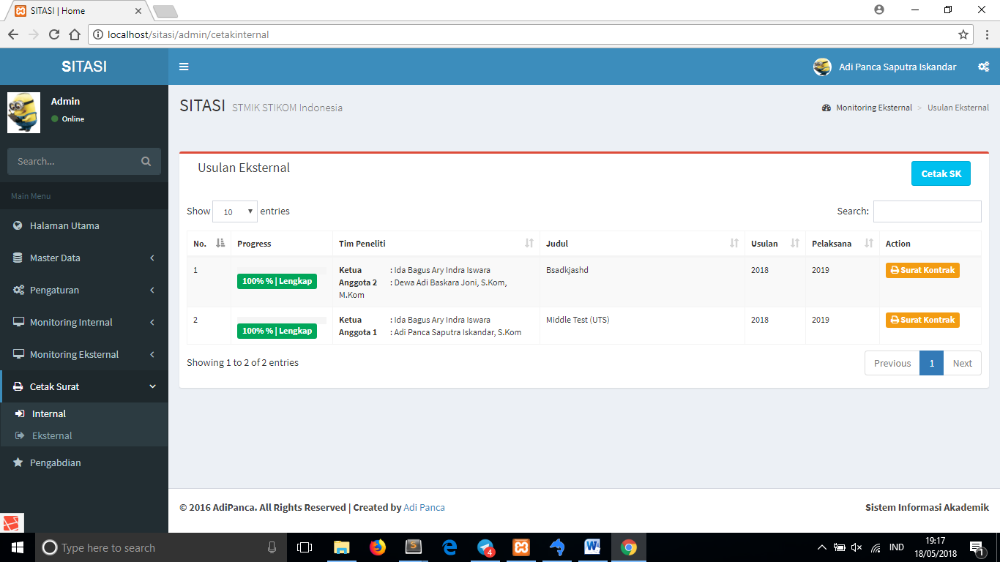 SITASI | Home
localhost/sitasi/admin/cetakinternal
SITASI
Adi Panca Saputra Iskandar
Admin
Online
Search...
Main Menu
Halaman Utama
Master Data
Pengaturan
Monitoring Internal
Monitoring Eksternal
Cetak Surat
Internal
Eksternal
Pengabdian
SITASI STMIK STIKOM Indonesia
Monitoring Eksternal > Usulan Eksternal
Usulan Eksternal
Cetak SK
Show 10 entries
Search:
No. Progress Tim Peneliti Judul Usulan Pelaksana Action
1 100% % | Lengkap Ketua : Ida Bagus Ary Indra Iswara Bsadkjashd 2018 2019 Surat Kontrak
Anggota 2 : Dewa Adi Baskara Joni, S.Kom,
M.Kom
2 100% % | Lengkap Ketua : Ida Bagus Ary Indra Iswara Middle Test (UTS) 2018 2019 Surat Kontrak
Anggota 1 : Adi Panca Saputra Iskandar, S.Kom
Showing 1 to 2 of 2 entries
Previous 1 Next
© 2016 AdiPanca. All Rights Reserved | Created by Adi Panca
Sistem Informasi Akademik
Type here to search
4
IND
19:17
18/05/2018
1